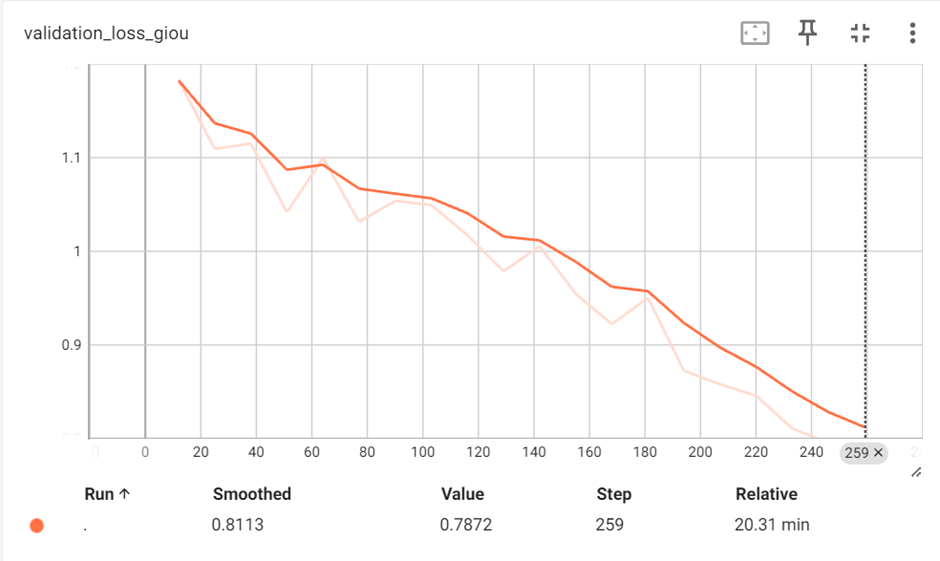 validation_loss_giou
1.1
1
0.9
0 20 40 60 80 100 120 140 160 180 200 220 240 259 ✕
Run ↑ Smoothed Value Step Relative
. 0.8113 0.7872 259 20.31 min